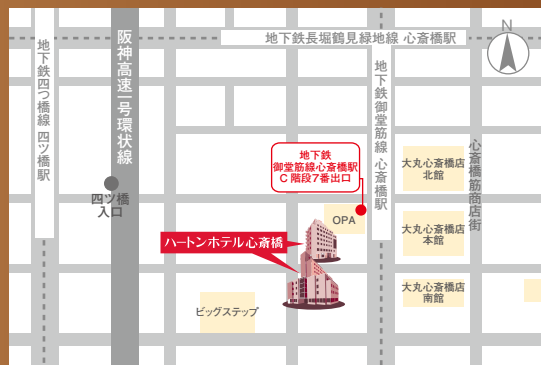 N
地下鉄長堀鶴見緑地線 心斎橋駅
地下鉄四つ橋線 四ツ橋駅
阪神高速一号環状線
地下鉄御堂筋線 心斎橋駅
地下鉄
御堂筋線心斎橋駅
C 階段7番出口
心斎橋筋商店街
大丸心斎橋店
北館
四ツ橋
入口
OPA
大丸心斎橋店
本館
ハートンホテル心斎橋
大丸心斎橋店
南館
ビッグステップ